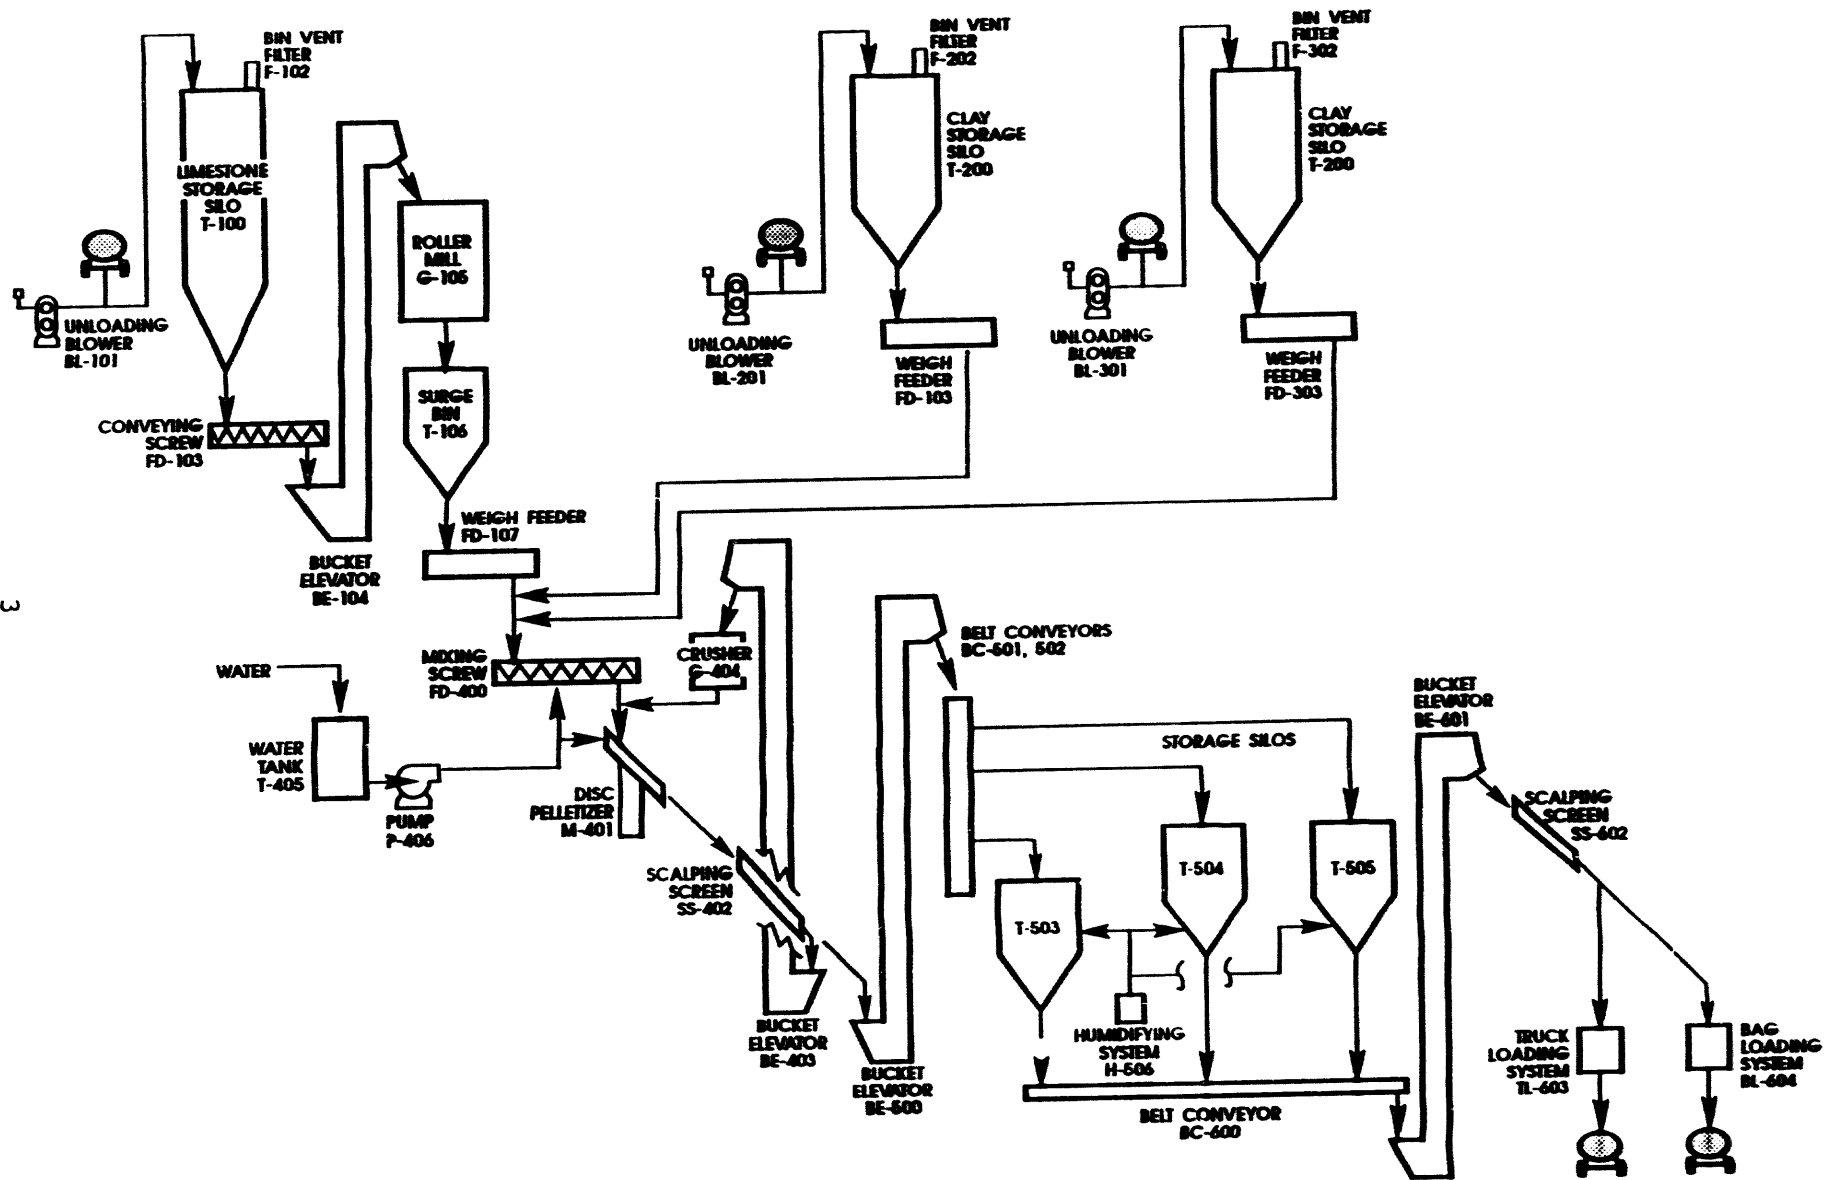 BIN VENT
FILTER
F-102
BIN VENT
FILTER
F-202
BIN VENT
FILTER
F-302
LIMESTONE
STORAGE
SILO
T-100
CLAY
STORAGE
SILO
T-200
CLAY
STORAGE
SILO
T-200
ROLLER
MILL
G-105
UNLOADING
BLOWER
BL-101
UNLOADING
BLOWER
BL-201
UNLOADING
BLOWER
BL-301
WEIGH
FEEDER
FD-103
WEIGH
FEEDER
FD-303
SURGE
BIN
T-106
CONVEYING
SCREW
FD-103
WEIGH FEEDER
FD-107
BUCKET
ELEVATOR
BE-104
3
MIXING
SCREW
FD-400
CRUSHER
G-404
BELT CONVEYORS
BC-501, 502
WATER
WATER
TANK
T-405
PUMP
P-406
DISC
PELLETIZER
M-401
SCALPING
SCREEN
SS-402
BUCKET
ELEVATOR
BE-403
BUCKET
ELEVATOR
BE-500
STORAGE SILOS
T-503
T-504
T-505
HUMIDIFYING
SYSTEM
H-506
BELT CONVEYOR
BC-600
BUCKET
ELEVATOR
BE-601
SCALPING
SCREEN
SS-602
TRUCK
LOADING
SYSTEM
TL-603
BAG
LOADING
SYSTEM
BL-604